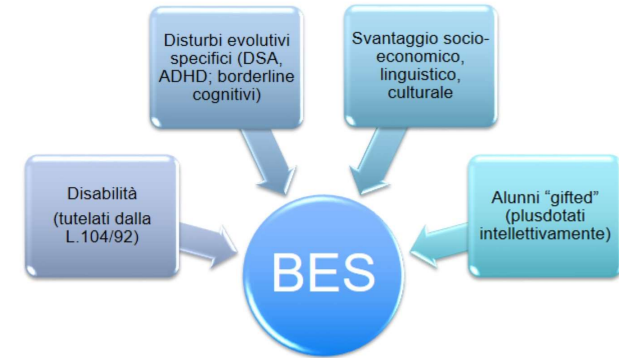 Disturbi evolutivi
specifici (DSA,
ADHD; borderline
cognitivi)
Svantaggio socio-
economico,
linguistico,
culturale
Disabilità
(tutelati dalla
L.104/92)
Alunni “gifted”
(plusdotati
intellettivamente)
BES